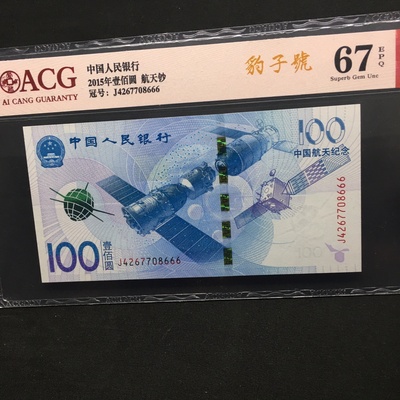 ACG
AI CANG GUARANTY
中国人民银行
2015年壹佰圆 航天钞
冠号: J4267708666
豹子號
67 EPQ
Superb Gem Unc
中国人民银行
100
中国航天纪念
J4267708666
100 壹佰圆
J4267708666
100